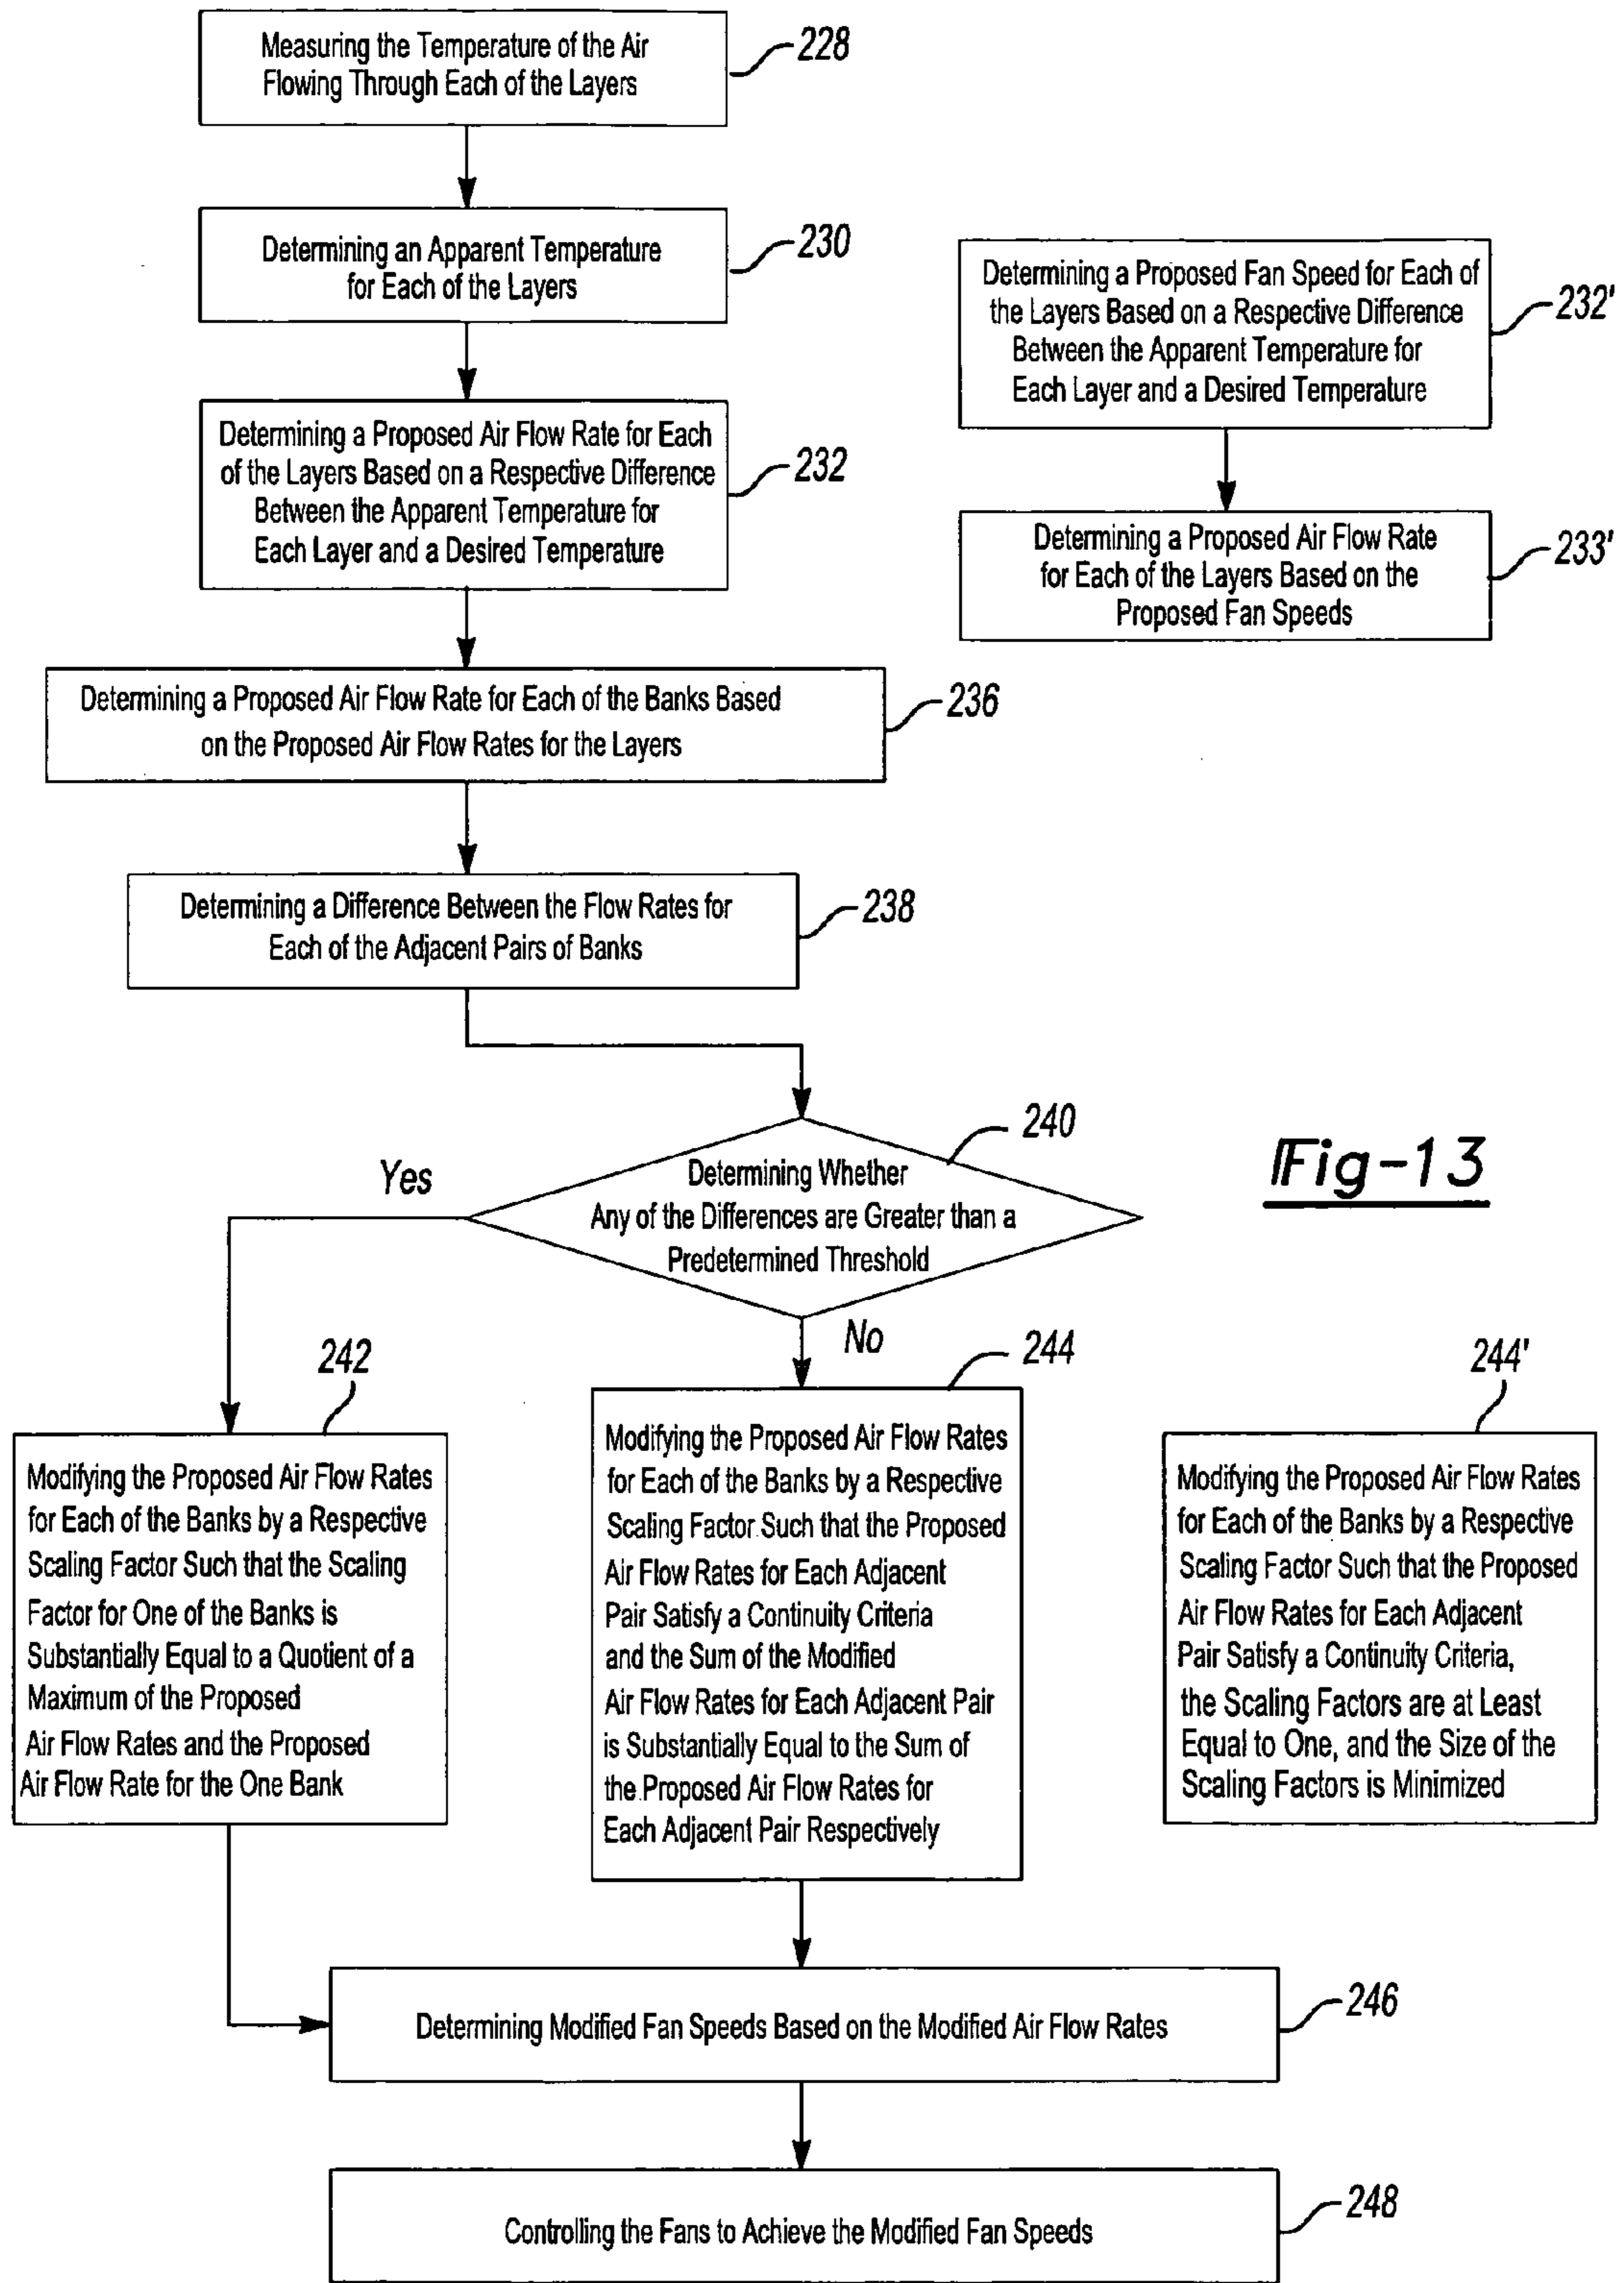 Measuring the Temperature of the Air
Flowing Through Each of the Layers
228
Determining an Apparent Temperature
for Each of the Layers
230
Determining a Proposed Air Flow Rate for Each
of the Layers Based on a Respective Difference
Between the Apparent Temperature for
Each Layer and a Desired Temperature
232
Determining a Proposed Fan Speed for Each of
the Layers Based on a Respective Difference
Between the Apparent Temperature for
Each Layer and a Desired Temperature
232'
Determining a Proposed Air Flow Rate
for Each of the Layers Based on the
Proposed Fan Speeds
233'
Determining a Proposed Air Flow Rate for Each of the Banks Based
on the Proposed Air Flow Rates for the Layers
236
Determining a Difference Between the Flow Rates for
Each of the Adjacent Pairs of Banks
238
240
Determining Whether
Any of the Differences are Greater than a
Predetermined Threshold
Yes
No
Fig-13
242
Modifying the Proposed Air Flow Rates
for Each of the Banks by a Respective
Scaling Factor Such that the Scaling
Factor for One of the Banks is
Substantially Equal to a Quotient of a
Maximum of the Proposed
Air Flow Rates and the Proposed
Air Flow Rate for the One Bank
244
Modifying the Proposed Air Flow Rates
for Each of the Banks by a Respective
Scaling Factor Such that the Proposed
Air Flow Rates for Each Adjacent
Pair Satisfy a Continuity Criteria
and the Sum of the Modified
Air Flow Rates for Each Adjacent Pair
is Substantially Equal to the Sum of
the Proposed Air Flow Rates for
Each Adjacent Pair Respectively
244'
Modifying the Proposed Air Flow Rates
for Each of the Banks by a Respective
Scaling Factor Such that the Proposed
Air Flow Rates for Each Adjacent
Pair Satisfy a Continuity Criteria,
the Scaling Factors are at Least
Equal to One, and the Size of the
Scaling Factors is Minimized
Determining Modified Fan Speeds Based on the Modified Air Flow Rates
246
Controlling the Fans to Achieve the Modified Fan Speeds
248